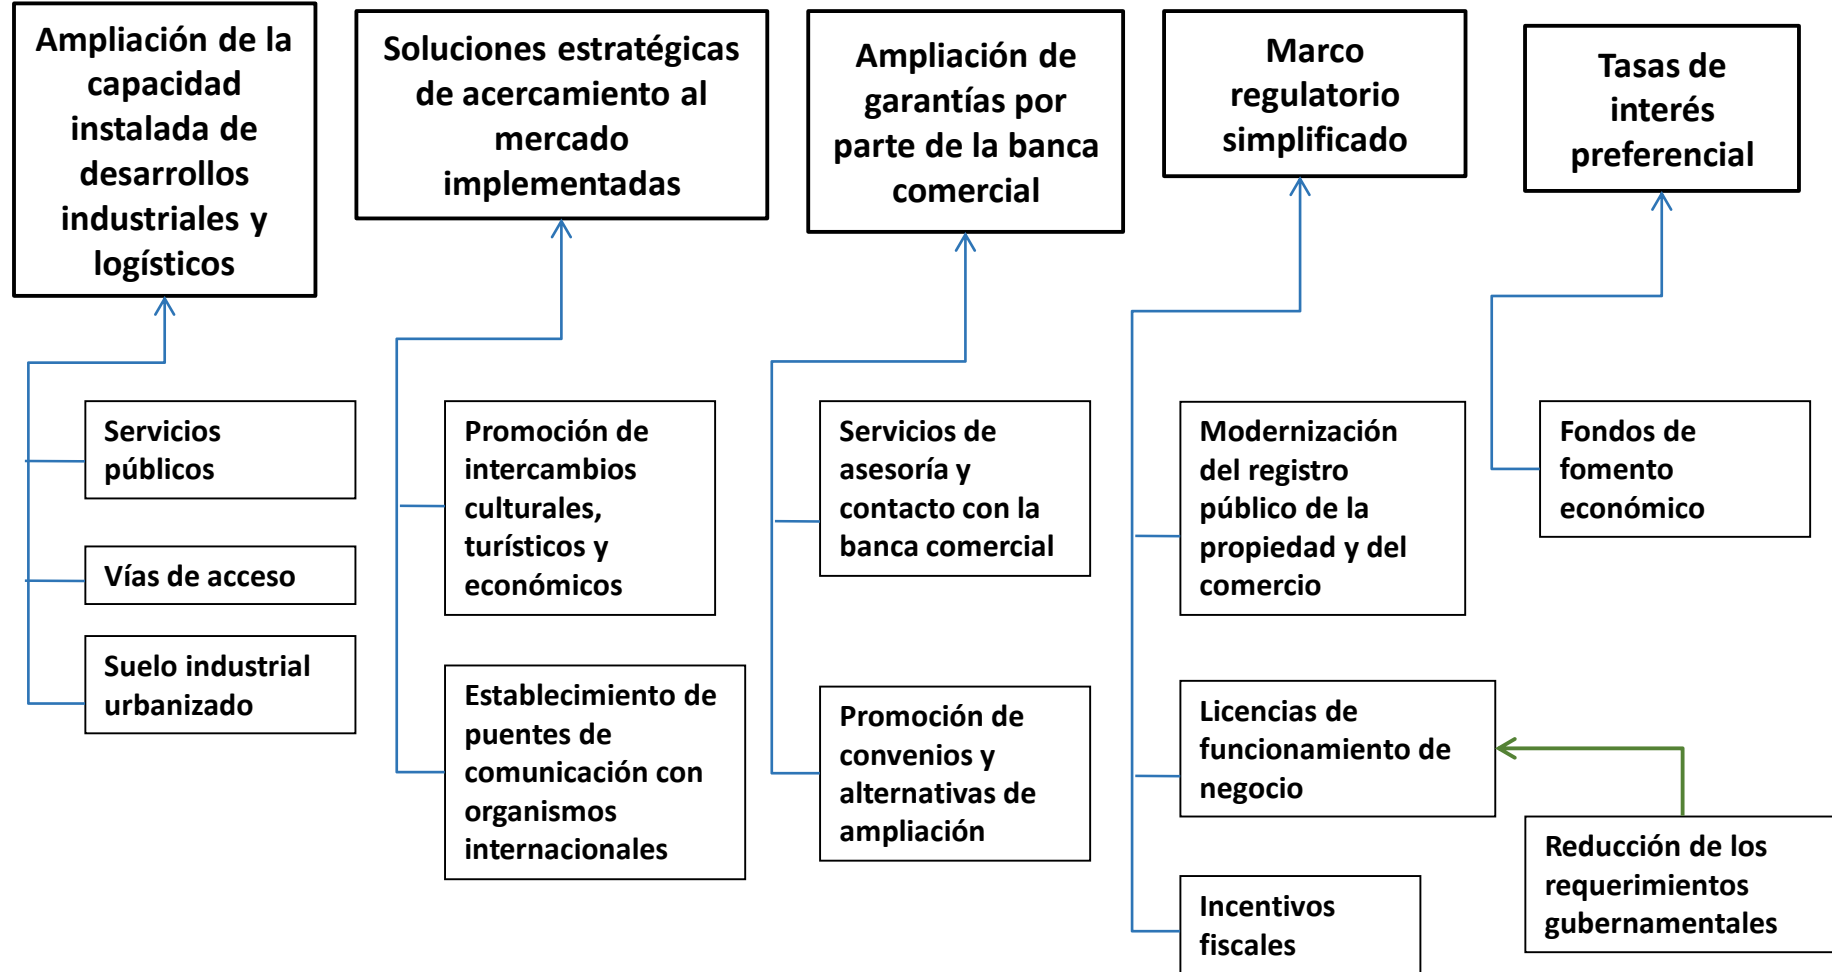 Ampliación de la
capacidad
instalada de
desarrollos
industriales y
logísticos
Soluciones estratégicas
de acercamiento al
mercado
implementadas
Ampliación de
garantías por
parte de la banca
comercial
Marco
regulatorio
simplificado
Tasas de
interés
preferencial
Servicios
públicos
Vías de acceso
Suelo industrial
urbanizado
Promoción de
intercambios
culturales,
turísticos y
económicos
Establecimiento de
puentes de
comunicación con
organismos
internacionales
Servicios de
asesoría y
contacto con la
banca comercial
Promoción de
convenios y
alternativas de
ampliación
Modernización
del registro
público de la
propiedad y del
comercio
Licencias de
funcionamiento de
negocio
Incentivos
fiscales
Fondos de
fomento
económico
Reducción de los
requerimientos
gubernamentales